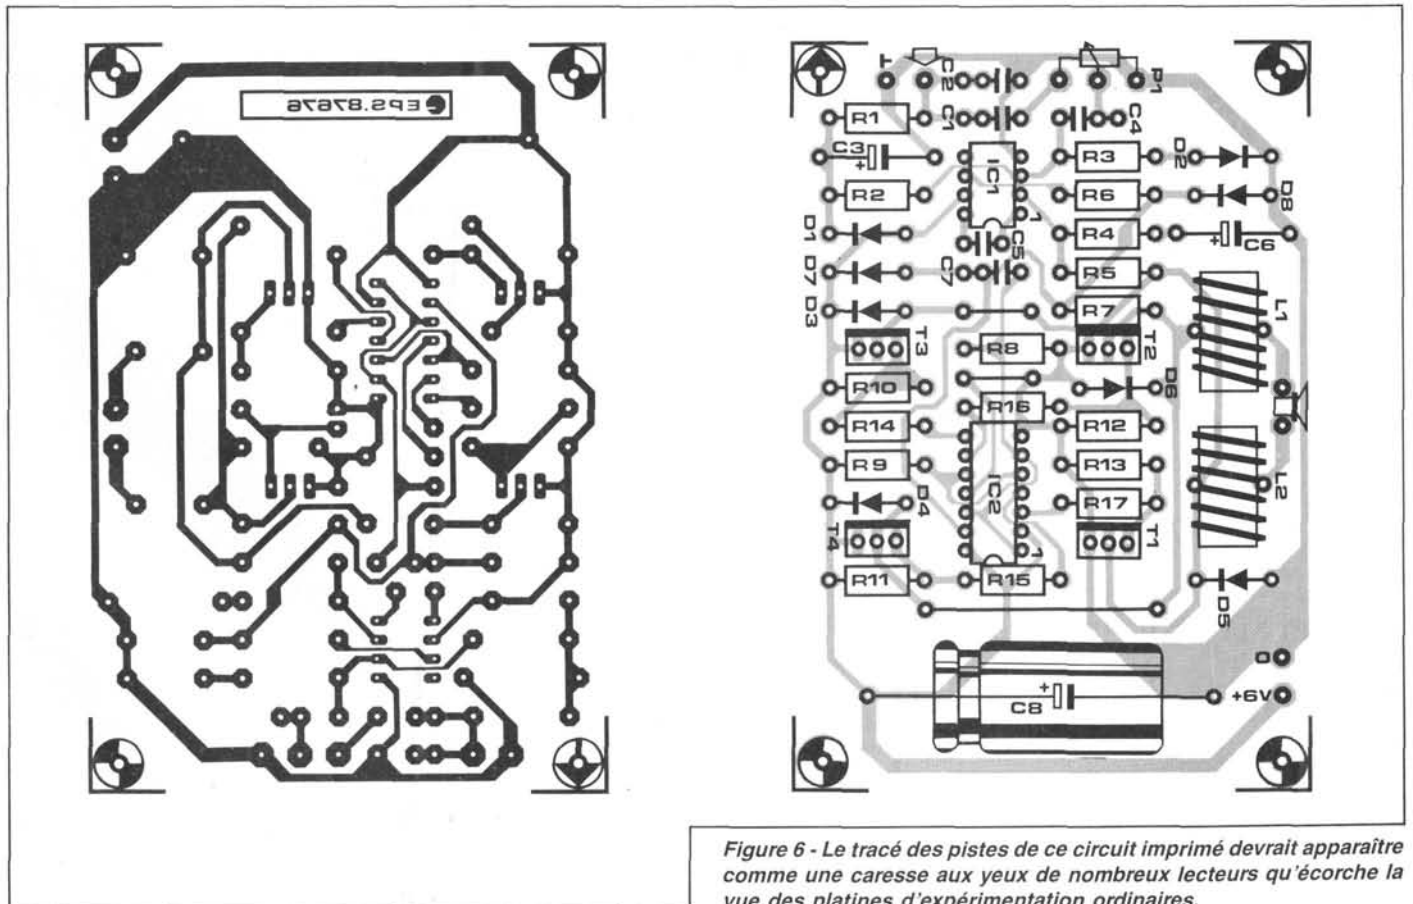 EPS.87676
⊥
C2
P1
R1
C1
C4
C3
+
IC1
R3
D2
R2
R6
D8
1
D1
R4
+
C6
C5
D7
C7
R5
L1
D3
R7
T3
R8
T2
R10
D6
R16
R14
R12
R9
IC2
R13
L2
D4
R17
T4
1
T1
R11
R15
D5
0
+
C8
+6V
Figure 6 - Le tracé des pistes de ce circuit imprimé devrait apparaître
comme une caresse aux yeux de nombreux lecteurs qu'écorche la
vue des platines d'expérimentation ordinaires.